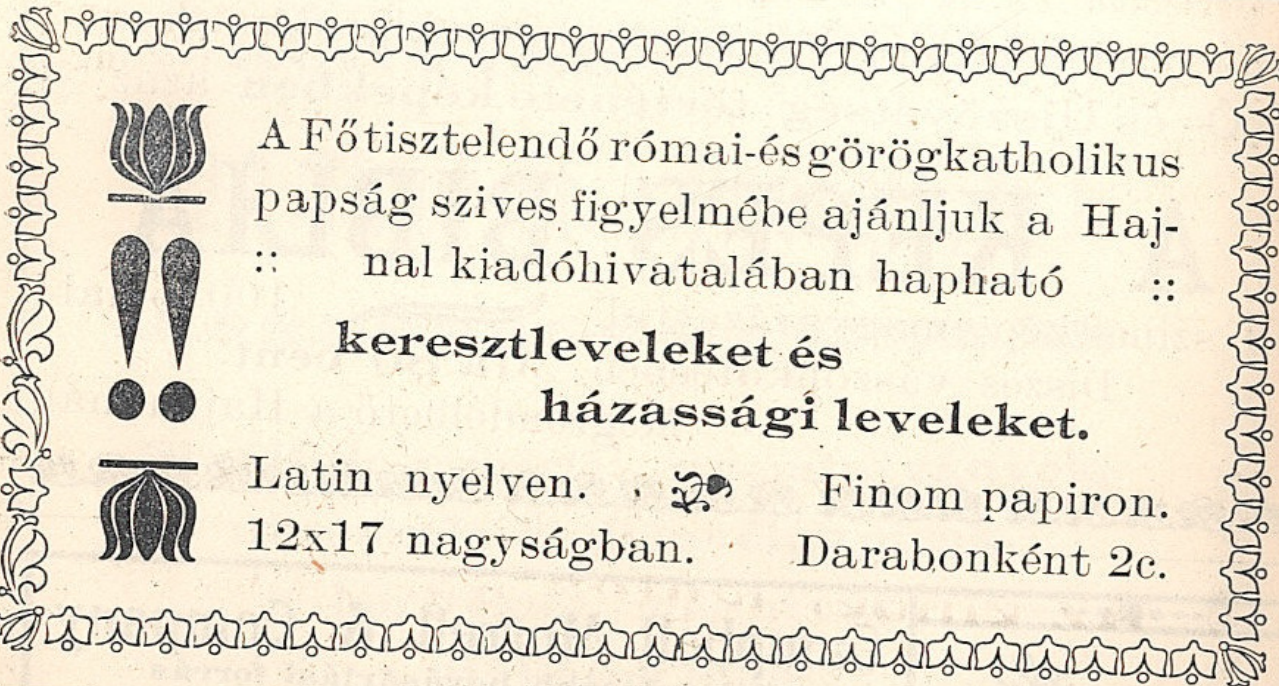 A Főtisztelendő római-és görögkatholikus
papság szives figyelmébe ajánljuk a Haj-
:: nal kiadóhivatalában hapható ::
keresztleveleket és
házassági leveleket.
Latin nyelven. Finom papiron.
12x17 nagyságban. Darabonként 2c.